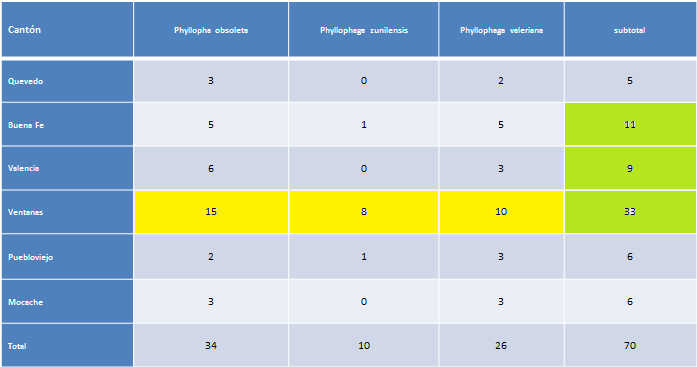 Cantón Phyllopha obsoleta Phyllophaga zunilensis Phyllophaga valeriana subtotal
Quevedo 3 0 2 5
Buena Fe 5 1 5 11
Valencia 6 0 3 9
Ventanas 15 8 10 33
Puebloviejo 2 1 3 6
Mocache 3 0 3 6
Total 34 10 26 70